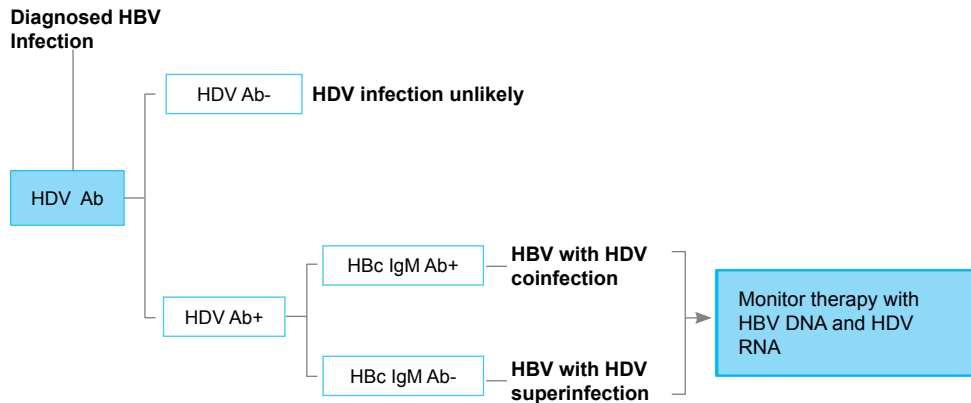 Diagnosed HBV
Infection
HDV Ab- HDV infection unlikely
HDV Ab
HDV Ab+
HBc IgM Ab+
HBV with HDV
coinfection
HBc IgM Ab-
HBV with HDV
superinfection
Monitor therapy with
HBV DNA and HDV
RNA